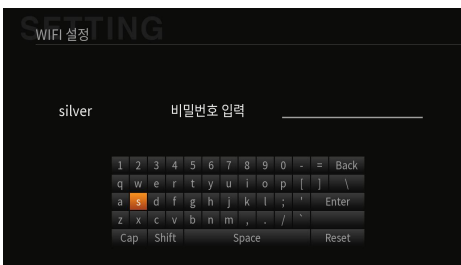 SETTING
WIFI 설정
silver 비밀번호 입력
1 2 3 4 5 6 7 8 9 0 - = Back
q w e r t y u i o p [ ] \
a s d f g h j k l ; ' Enter
z x c v b n m , . / `
Cap Shift Space Reset